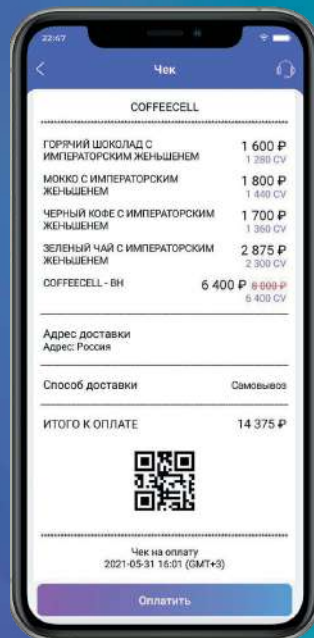 22:67
Чек
COFFEECELL
ГОРЯЧИЙ ШОКОЛАД С 1 600 ₽
ИМПЕРАТОРСКИМ ЖЕНЬШЕНЕМ 1 280 CV
МОККО С ИМПЕРАТОРСКИМ 1 800 ₽
ЖЕНЬШЕНЕМ 1 440 CV
ЧЕРНЫЙ КОФЕ С ИМПЕРАТОРСКИМ 1 700 ₽
ЖЕНЬШЕНЕМ 1 360 CV
ЗЕЛЕНЫЙ ЧАЙ С ИМПЕРАТОРСКИМ 2 875 ₽
ЖЕНЬШЕНЕМ 2 300 CV
COFFEECELL - BH 6 400 ₽ 8 000 ₽
6 400 CV
Адрес доставки
Адрес: Россия
Способ доставки Самовывоз
ИТОГО К ОПЛАТЕ 14 375 ₽
Чек на оплату
2021-05-31 16:01 (GMT+3)
Оплатить